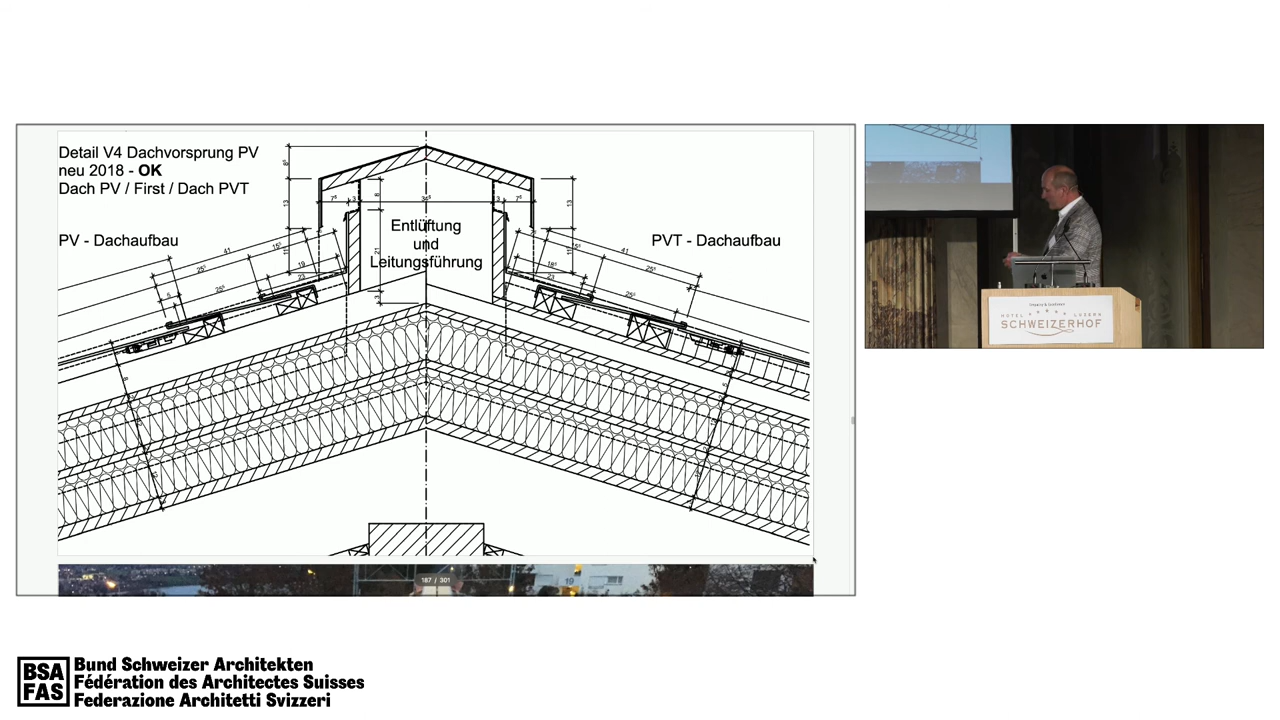 Detail V4 Dachvorsprung PV
neu 2018 - OK
Dach PV / First / Dach PVT
PV - Dachaufbau
Entlüftung
und
Leitungsführung
PVT - Dachaufbau
187 / 301
19
HOTEL LUZERN
SCHWEIZERHOF
BSA
FAS
Bund Schweizer Architekten
Fédération des Architectes Suisses
Federazione Architetti Svizzeri